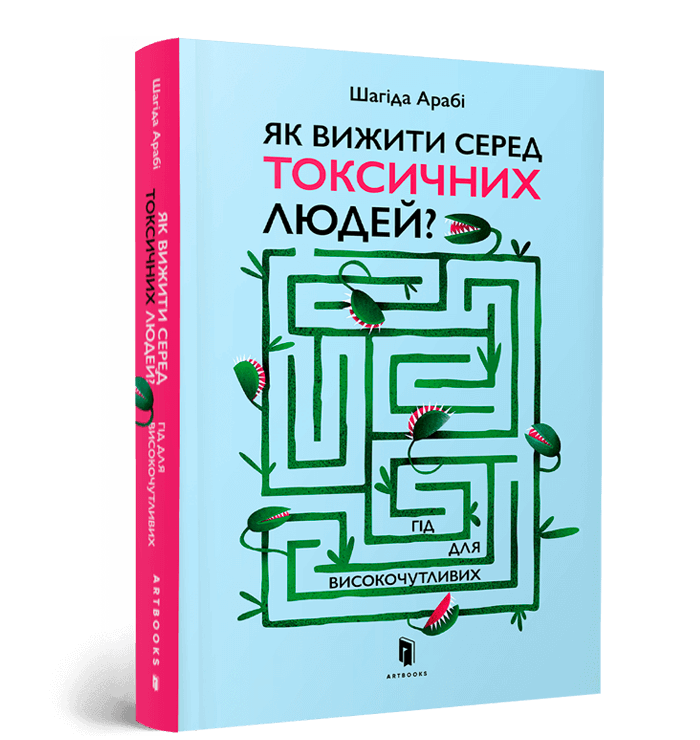 Шагіда Арабі
ЯК ВИЖИТИ СЕРЕД
ТОКСИЧНИХ
ЛЮДЕЙ?
ГІД
ДЛЯ
ВИСОКОЧУТЛИВИХ
ARTBOOKS
Шагіда Арабі
ЯК ВИЖИТИ СЕРЕД
ТОКСИЧНИХ ЛЮДЕЙ?
ГІД ДЛЯ
ВИСОКОЧУТЛИВИХ
ARTBOOKS